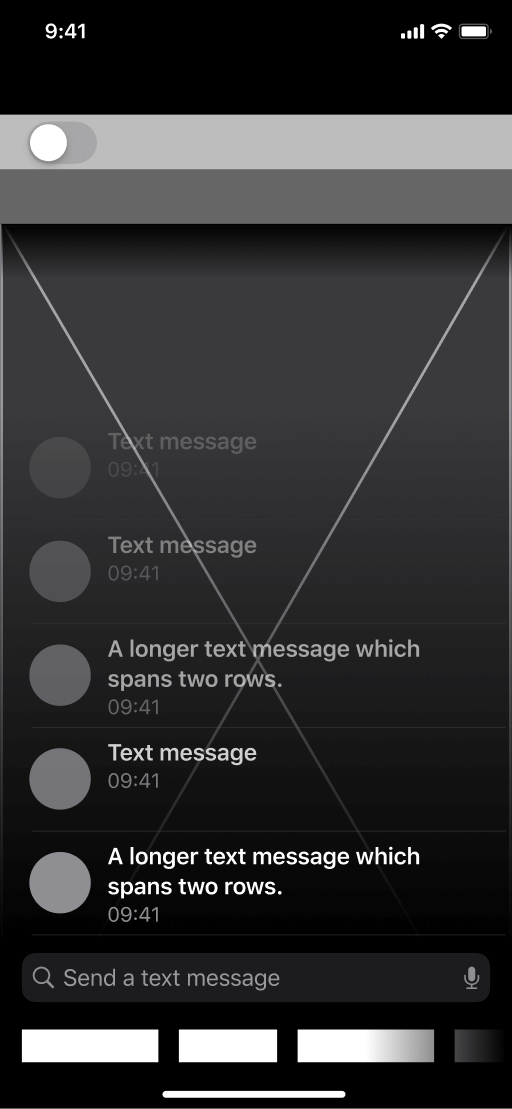 9:41
Text message
09:41
Text message
09:41
A longer text message which
spans two rows.
09:41
Text message
09:41
A longer text message which
spans two rows.
09:41
Send a text message